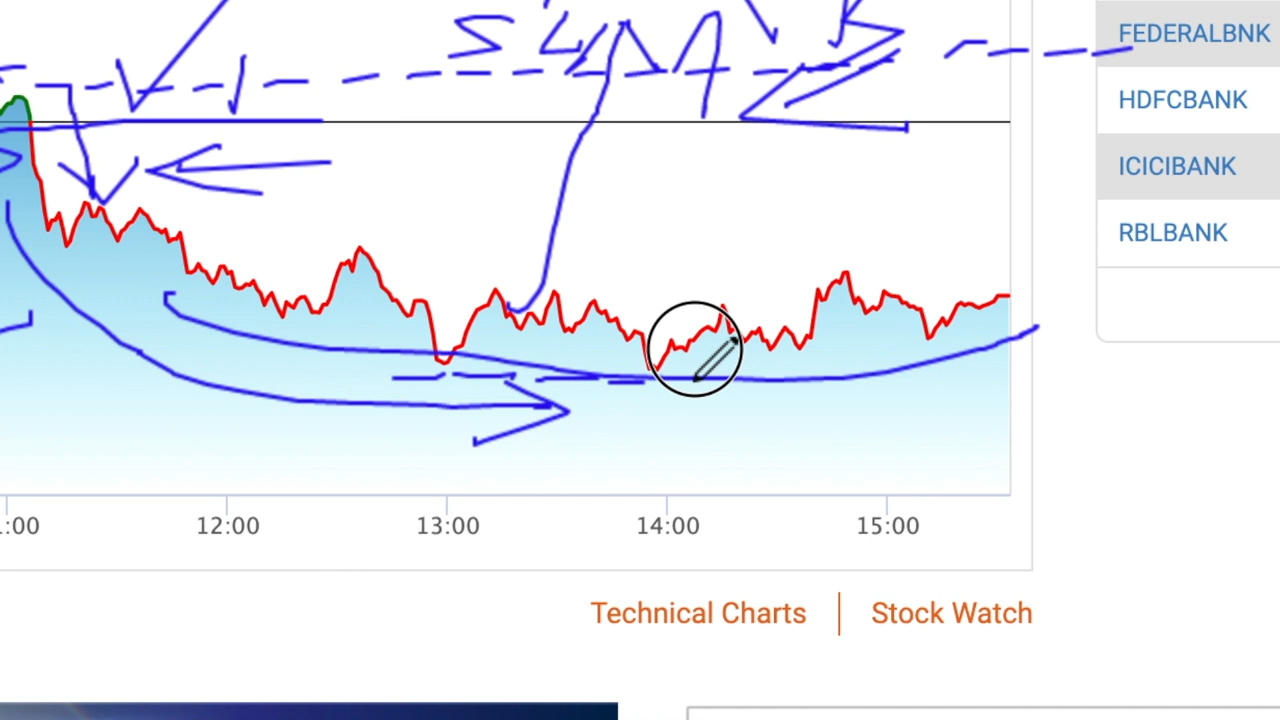 FEDERALBNK
HDFCBANK
ICICIBANK
RBLBANK
:00 12:00 13:00 14:00 15:00
Technical Charts | Stock Watch